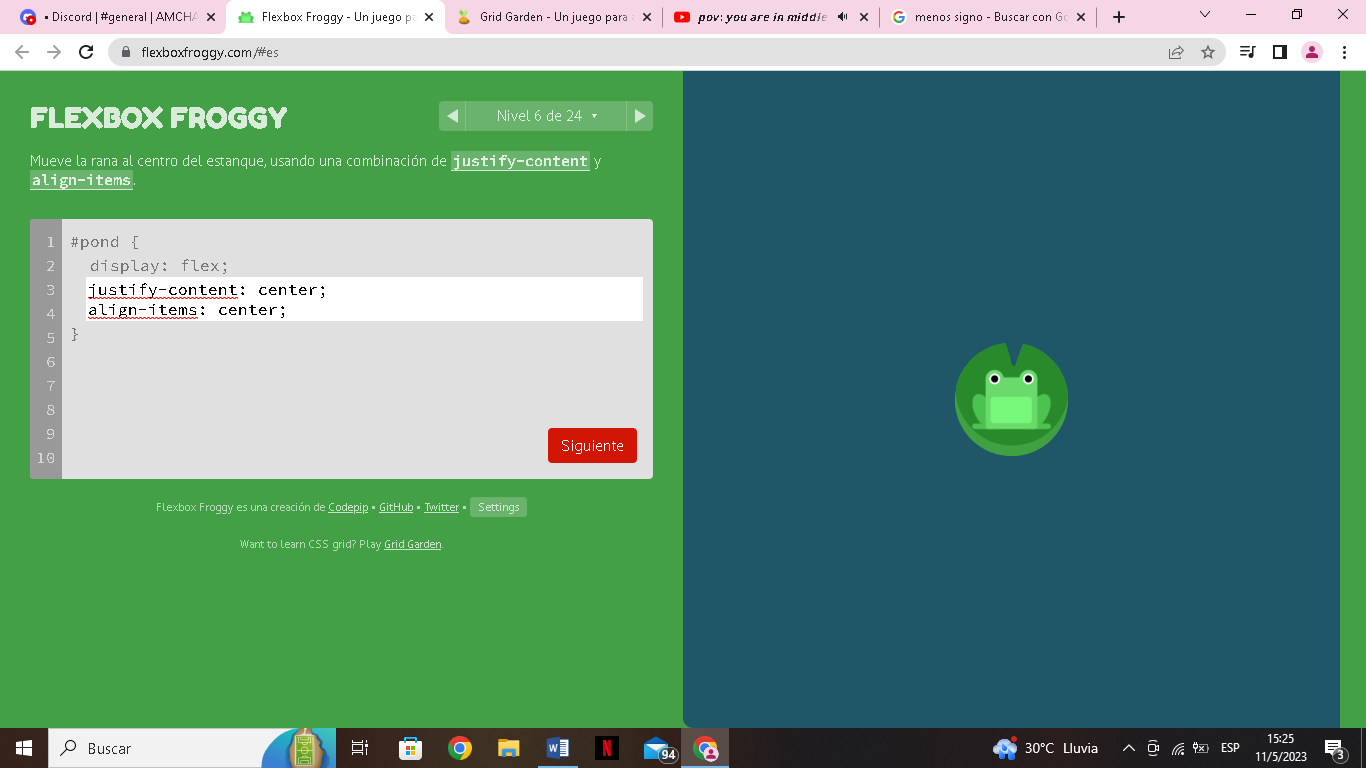 • Discord | #general | AMCHA
Flexbox Froggy - Un juego pa
Grid Garden - Un juego para
pov: you are in middle
menos signo - Buscar con Go
flexboxfroggy.com/#es
FLEXBOX FROGGY
Nivel 6 de 24 ▾
Mueve la rana al centro del estanque, usando una combinación de justify-content y
align-items.
1 #pond {
2 display: flex;
3 justify-content: center;
4 align-items: center;
5 }
6
7
8
9
10
Siguiente
Flexbox Froggy es una creación de Codepip • GitHub • Twitter • Settings
Want to learn CSS grid? Play Grid Garden.
Buscar
N
W
94
30°C Lluvia
ESP
15:25
11/5/2023
3